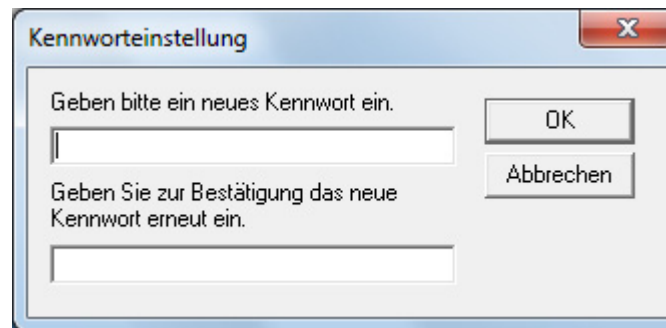 Kennworteinstellung
Geben bitte ein neues Kennwort ein.
OK
Abbrechen
Geben Sie zur Bestätigung das neue
Kennwort erneut ein.